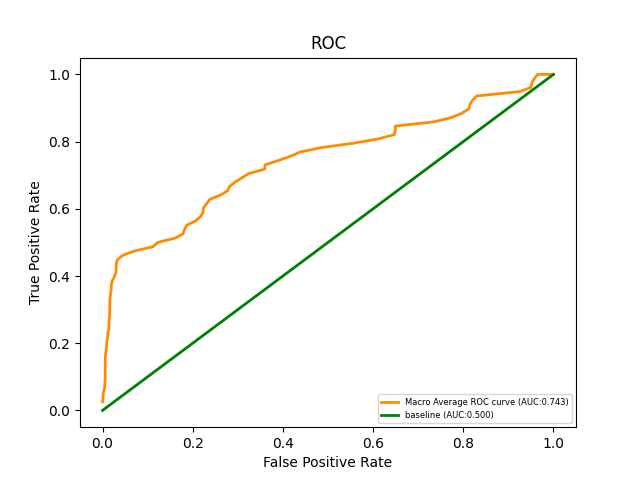 ROC
1.0
0.8
0.6
0.4
0.2
0.0
True Positive Rate
0.0 0.2 0.4 0.6 0.8 1.0
False Positive Rate
Macro Average ROC curve (AUC:0.743)
baseline (AUC:0.500)